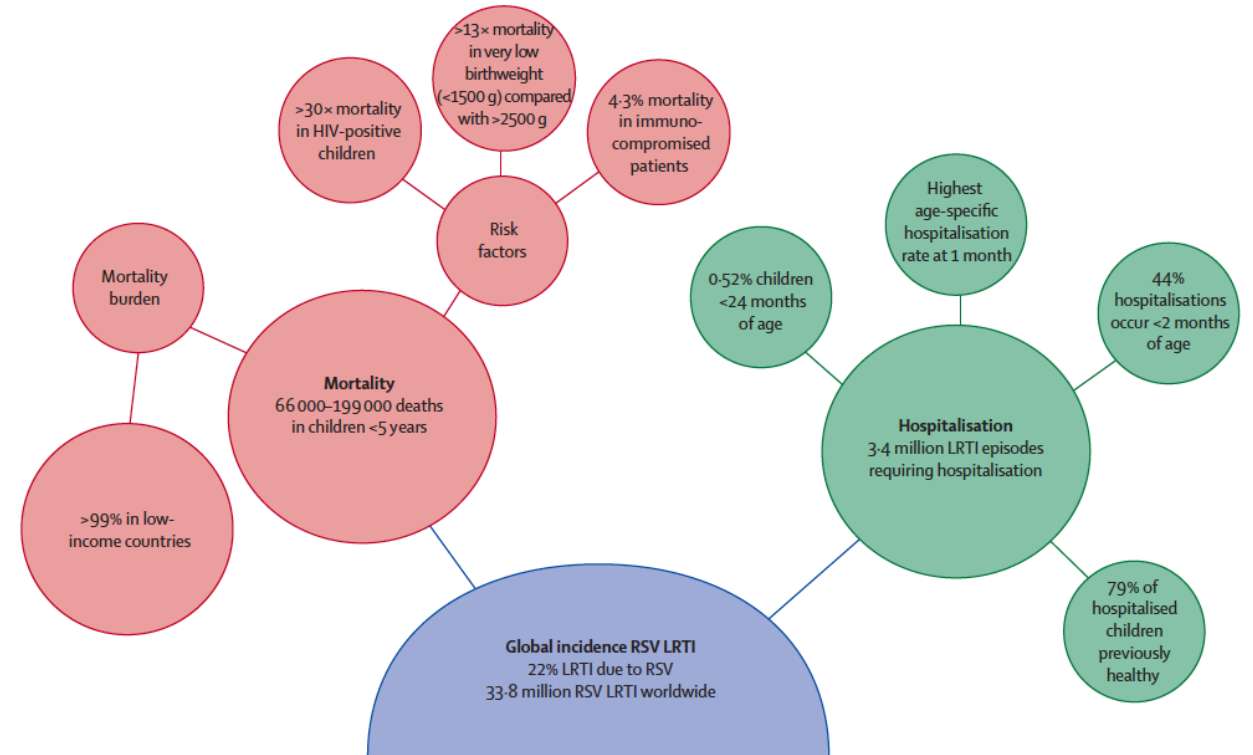 >13× mortality
in very low
birthweight
(<1500 g) compared
with >2500 g
>30× mortality
in HIV-positive
children
4·3% mortality
in immuno-
compromised
patients
Risk
factors
Mortality
burden
Mortality
66 000–199 000 deaths
in children <5 years
>99% in low-
income countries
Highest
age-specific
hospitalisation
rate at 1 month
0·52% children
<24 months
of age
44%
hospitalisations
occur <2 months
of age
Hospitalisation
3·4 million LRTI episodes
requiring hospitalisation
79% of
hospitalised
children
previously
healthy
Global incidence RSV LRTI
22% LRTI due to RSV
33·8 million RSV LRTI worldwide